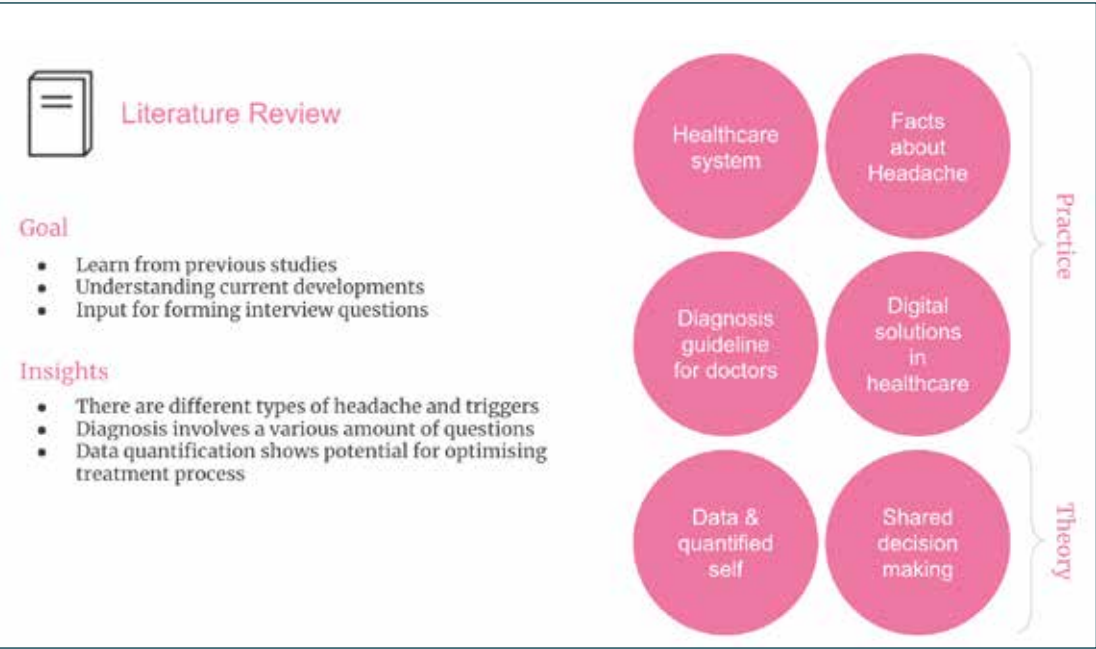 Literature Review
Goal
● Learn from previous studies
● Understanding current developments
● Input for forming interview questions
Insights
● There are different types of headache and triggers
● Diagnosis involves a various amount of questions
● Data quantification shows potential for optimising
treatment process
Healthcare
system
Facts
about
Headache
Diagnosis
guideline
for doctors
Digital
solutions
in
healthcare
Practice
Data &
quantified
self
Shared
decision
making
Theory